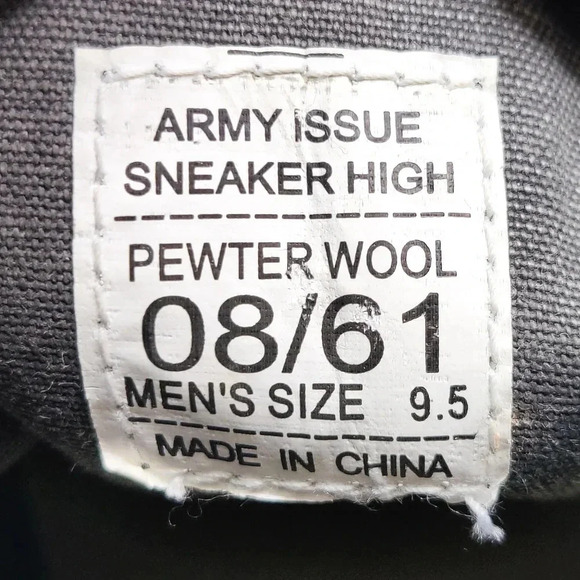 ARMY ISSUE
SNEAKER HIGH
PEWTER WOOL
08/61
MEN'S SIZE 9.5
MADE IN CHINA